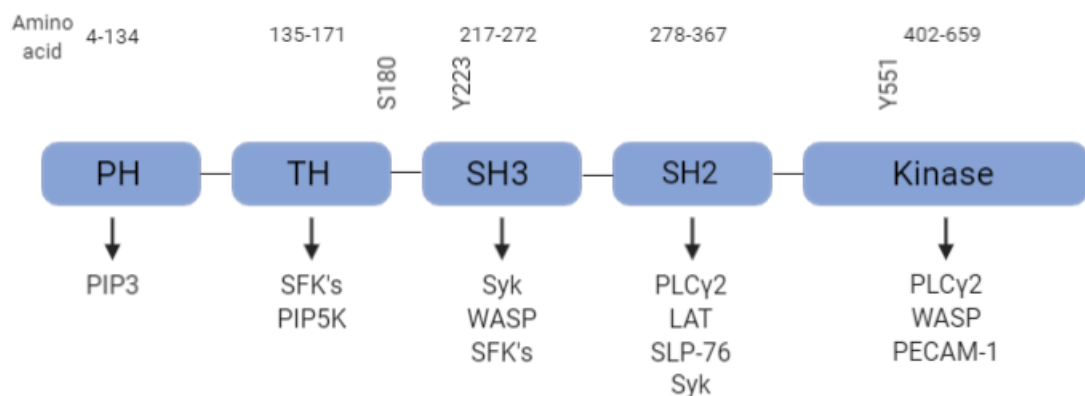 Amino
acid 4-134 135-171 217-272 278-367 402-659
S180 Y223 Y551
PH TH SH3 SH2 Kinase
PIP3 SFK's Syk PLCγ2 PLCγ2
PIP5K WASP LAT WASP
SFK's SLP-76 PECAM-1
Syk